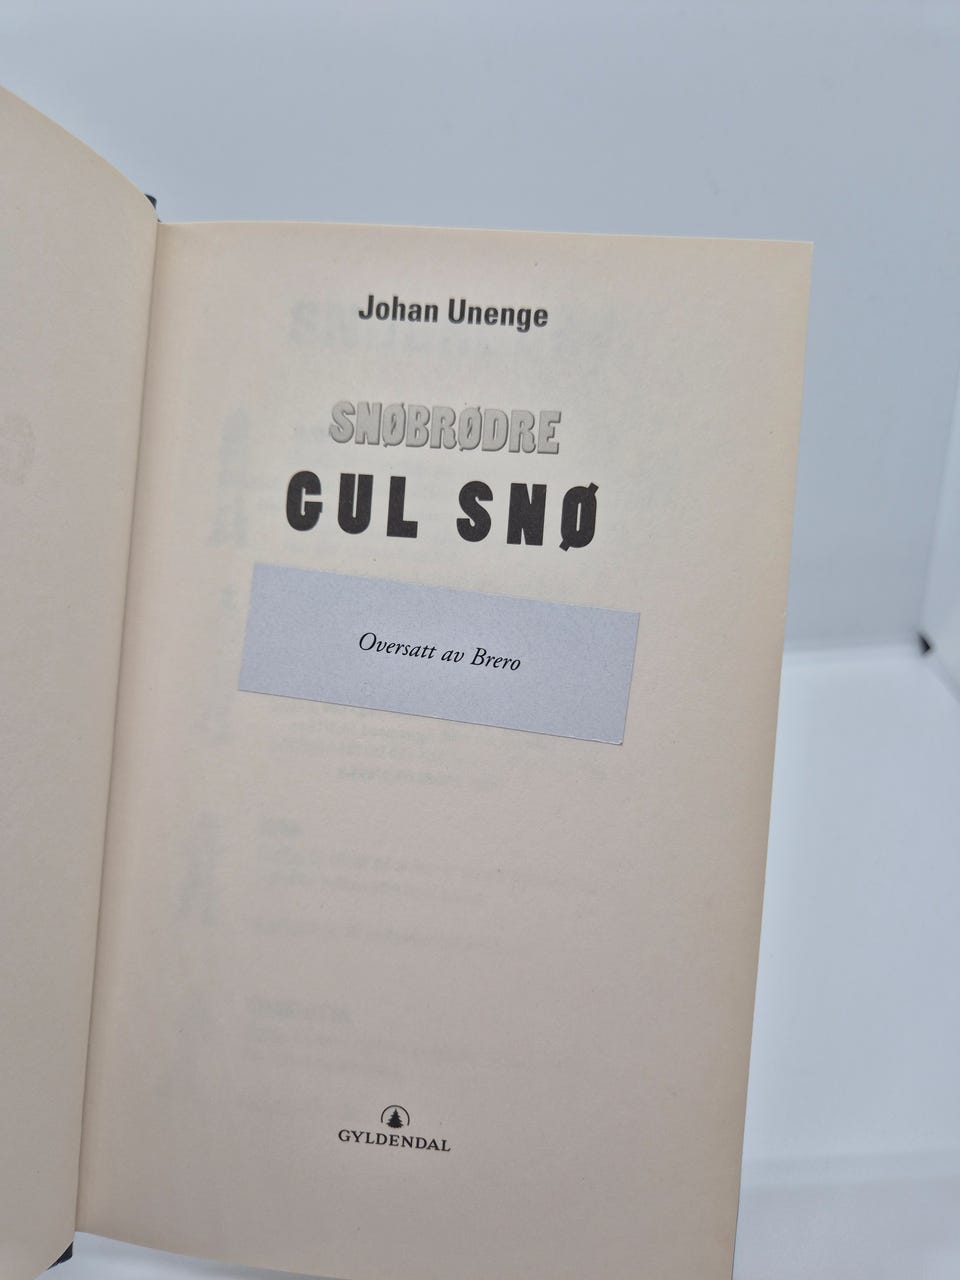 Johan Unenge
SNØBRØDRE
GUL SNØ
Oversatt av Brero
GYLDENDAL